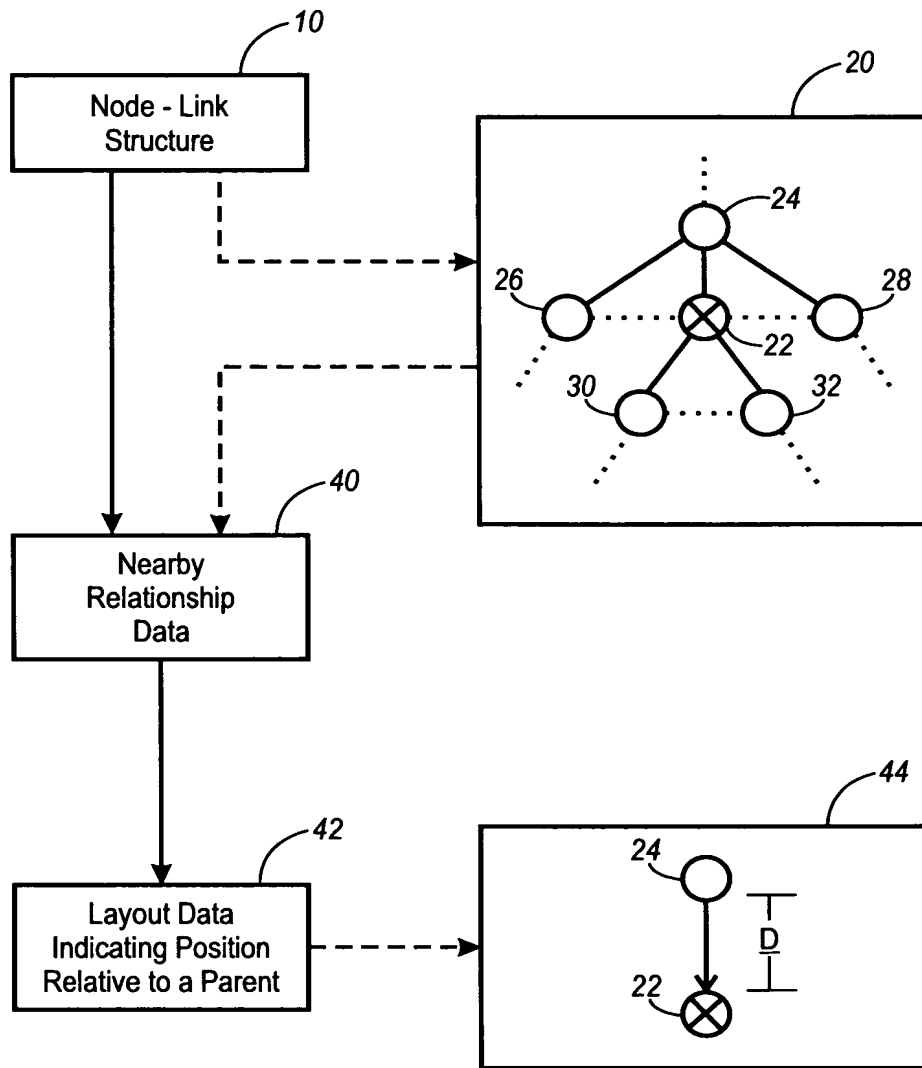 10
Node - Link
Structure
20
24
26
28
22
30
32
40
Nearby
Relationship
Data
42
Layout Data
Indicating Position
Relative to a Parent
44
24
D
22